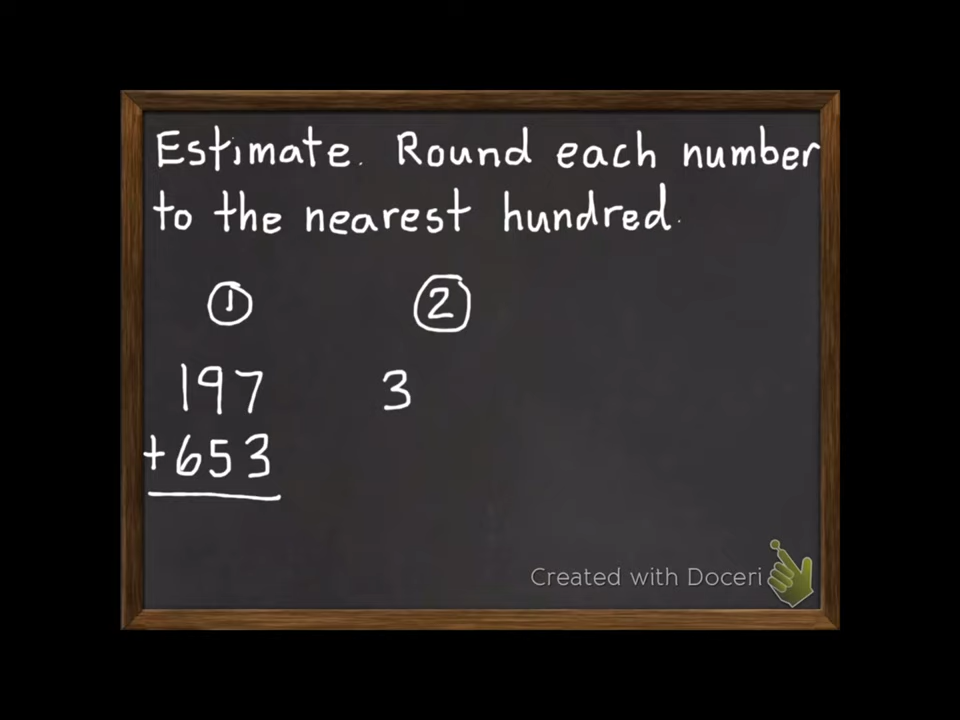 Estimate. Round each number
to the nearest hundred.
① ②
197 3
+653
Created with Doceri